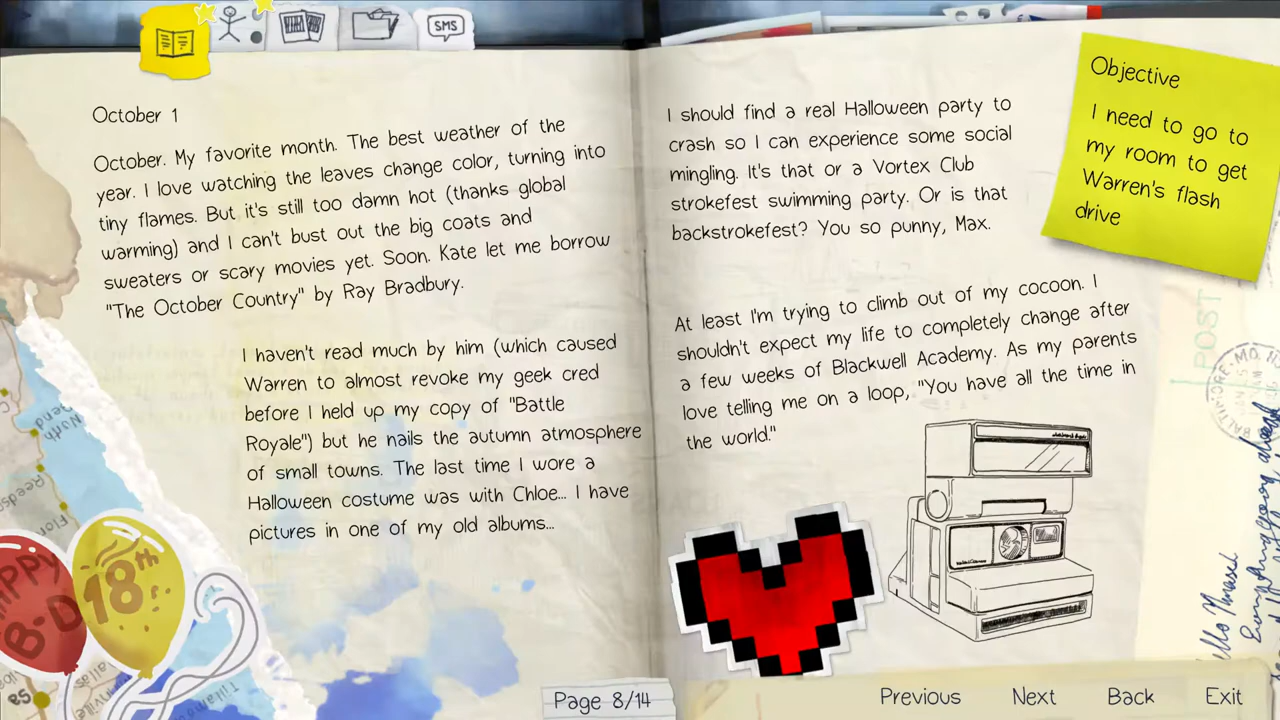 SMS
October 1
October. My favorite month. The best weather of the
year. I love watching the leaves change color, turning into
tiny flames. But it's still too damn hot (thanks global
warming) and I can't bust out the big coats and
sweaters or scary movies yet. Soon. Kate let me borrow
"The October Country" by Ray Bradbury.
I haven't read much by him (which caused
Warren to almost revoke my geek cred
before I held up my copy of "Battle
Royale") but he nails the autumn atmosphere
of small towns. The last time I wore a
Halloween costume was with Chloe... I have
pictures in one of my old albums...
I should find a real Halloween party to
crash so I can experience some social
mingling. It's that or a Vortex Club
strokefest swimming party. Or is that
backstrokefest? You so punny, Max.
At least I'm trying to climb out of my cocoon. I
shouldn't expect my life to completely change after
a few weeks of Blackwell Academy. As my parents
love telling me on a loop, "You have all the time in
the world."
Objective
I need to go to
my room to get
Warren's flash
drive
POST
North
Bend
18th
B-D
Page 8/14
Previous
Next
Back
Exit